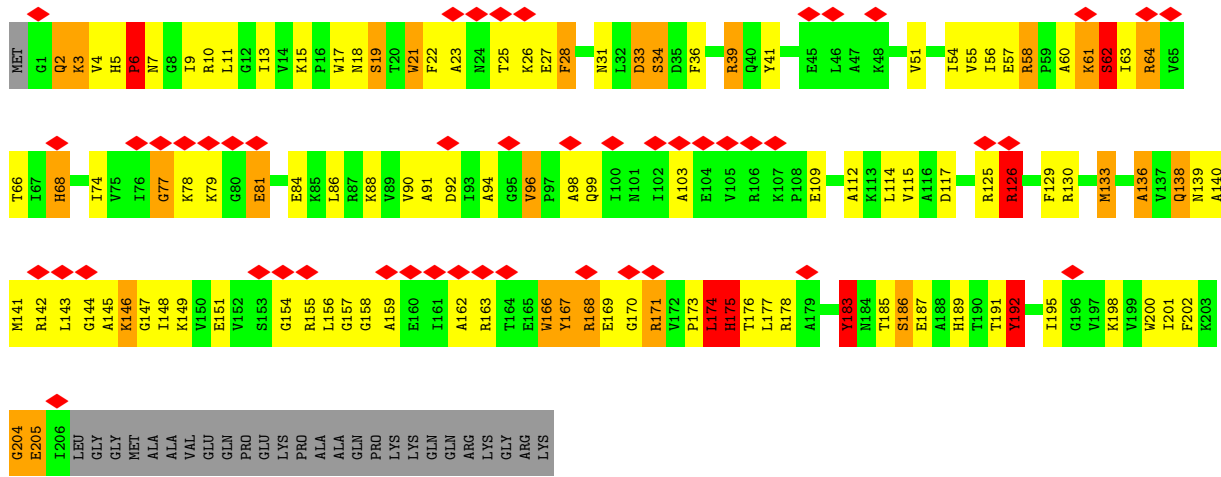 MET G1 Q2 K3 V4 H5 P6 N7 G8 I9 R10 L11 G12 I13 V14 K15 P16 W17 N18 S19 T20 W21 F22 A23 N24 T25 K26 E27 F28 N31 L32 D33 S34 D35 F36 R39 Q40 Y41 E45 L46 A47 K48 V51 I54 V55 I56 E57 R58 P59 A60 K61 S62 I63 R64 V65
T66 I67 H68 I74 V75 I76 G77 K78 K79 G80 E81 E84 K85 L86 R87 K88 V89 V90 A91 D92 I93 A94 G95 V96 P97 A98 Q99 I100 N101 I102 A103 E104 V105 R106 K107 P108 E109 A112 K113 L114 V115 A116 D117 R125 R126 F129 R130 M133 A136 V137 Q138 N139 A140
M141 R142 L143 G144 A145 K146 G147 I148 K149 V150 E151 V152 S153 G154 R155 L156 G157 G158 A159 E160 I161 A162 R163 T164 E165 W166 Y167 R168 E169 G170 R171 V172 P173 L174 H175 T176 L177 R178 A179 Y183 N184 T185 S186 E187 A188 H189 T190 T191 Y192 I195 G196 V197 K198 V199 W200 I201 F202 K203
G204 E205 I206 LEU GLY GLY MET ALA ALA VAL GLU GLN PRO GLU LYS PRO ALA ALA GLN PRO LYS LYS GLN GLN ARG LYS GLY ARG LYS